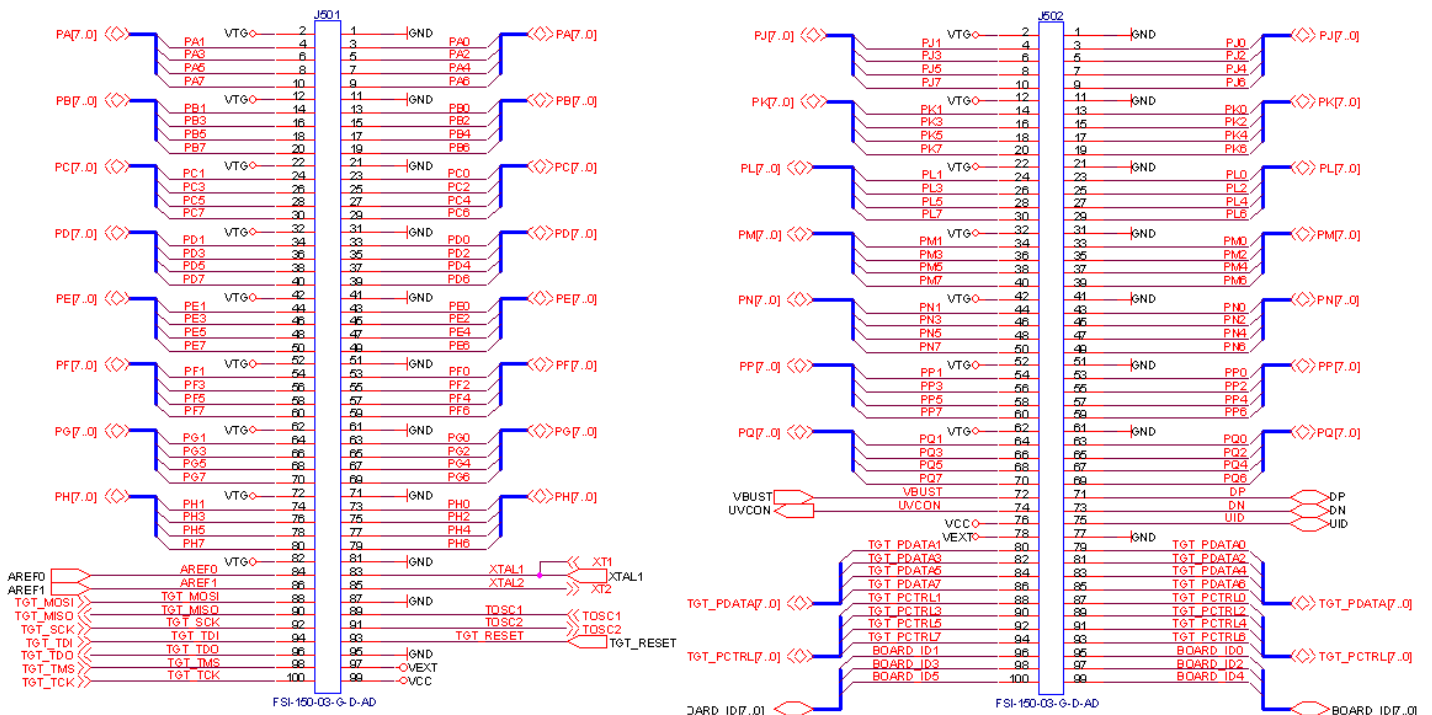 J501 J502
PA[7..0] VTG 2 1 GND PA[7..0] PJ[7..0] VTG 2 1 GND PJ[7..0]
PA1 4 3 PA0 PJ1 4 3 PJ0
PA3 6 5 PA2 PJ3 6 5 PJ2
PA5 8 7 PA4 PJ5 8 7 PJ4
PA7 10 9 PA6 PJ7 10 9 PJ6
PB[7..0] VTG 12 11 GND PB[7..0] PK[7..0] VTG 12 11 GND PK[7..0]
PB1 14 13 PB0 PK1 14 13 PK0
PB3 16 15 PB2 PK3 16 15 PK2
PB5 18 17 PB4 PK5 18 17 PK4
PB7 20 19 PB6 PK7 20 19 PK6
PC[7..0] VTG 22 21 GND PC[7..0] PL[7..0] VTG 22 21 GND PL[7..0]
PC1 24 23 PC0 PL1 24 23 PL0
PC3 26 25 PC2 PL3 26 25 PL2
PC5 28 27 PC4 PL5 28 27 PL4
PC7 30 29 PC6 PL7 30 29 PL6
PD[7..0] VTG 32 31 GND PD[7..0] PM[7..0] VTG 32 31 GND PM[7..0]
PD1 34 33 PD0 PM1 34 33 PM0
PD3 36 35 PD2 PM3 36 35 PM2
PD5 38 37 PD4 PM5 38 37 PM4
PD7 40 39 PD6 PM7 40 39 PM6
PE[7..0] VTG 42 41 GND PE[7..0] PN[7..0] VTG 42 41 GND PN[7..0]
PE1 44 43 PE0 PN1 44 43 PN0
PE3 46 45 PE2 PN3 46 45 PN2
PE5 48 47 PE4 PN5 48 47 PN4
PE7 50 49 PE6 PN7 50 49 PN6
PF[7..0] VTG 52 51 GND PF[7..0] PP[7..0] VTG 52 51 GND PP[7..0]
PF1 54 53 PF0 PP1 54 53 PP0
PF3 56 55 PF2 PP3 56 55 PP2
PF5 58 57 PF4 PP5 58 57 PP4
PF7 60 59 PF6 PP7 60 59 PP6
PG[7..0] VTG 62 61 GND PG[7..0] PQ[7..0] VTG 62 61 GND PQ[7..0]
PG1 64 63 PG0 PQ1 64 63 PQ0
PG3 66 65 PG2 PQ3 66 65 PQ2
PG5 68 67 PG4 PQ5 68 67 PQ4
PG7 70 69 PG6 PQ7 70 69 PQ6
PH[7..0] VTG 72 71 GND PH[7..0] VBUST VBUST 72 71 DP DP
PH1 74 73 PH0 UVCON UVCON 74 73 DN DN
PH3 76 75 PH2 VCC 76 75 UID UID
PH5 78 77 PH4 VEXT 78 77 GND
PH7 80 79 PH6 TGT_PDATA1 80 79 TGT_PDATA0
VTG 82 81 GND XT1 TGT_PDATA3 82 81 TGT_PDATA2
AREF0 AREF0 84 83 XTAL1 XTAL1 TGT_PDATA5 84 83 TGT_PDATA4
AREF1 AREF1 86 85 XTAL2 XT2 TGT_PDATA7 86 85 TGT_PDATA6
TGT_MOSI TGT_MOSI 88 87 GND TGT_PDATA[7..0] TGT_PCTRL1 88 87 TGT_PCTRL0 TGT_PDATA[7..0]
TGT_MISO TGT_MISO 90 89 TOSC1 TOSC1 TGT_PCTRL3 90 89 TGT_PCTRL2
TGT_SCK TGT_SCK 92 91 TOSC2 TOSC2 TGT_PCTRL5 92 91 TGT_PCTRL4
TGT_TDI TGT_TDI 94 93 TGT_RESET TGT_RESET TGT_PCTRL7 94 93 TGT_PCTRL6
TGT_TDO TGT_TDO 96 95 GND TGT_PCTRL[7..0] BOARD_ID1 96 95 BOARD_ID0 TGT_PCTRL[7..0]
TGT_TMS TGT_TMS 98 97 VEXT BOARD_ID3 98 97 BOARD_ID2
TGT_TCK TGT_TCK 100 99 VCC BOARD_ID5 100 99 BOARD_ID4
FSI-150-03-G-D-AD FSI-150-03-G-D-AD
OARD_ID[7..0] BOARD_ID[7..0]